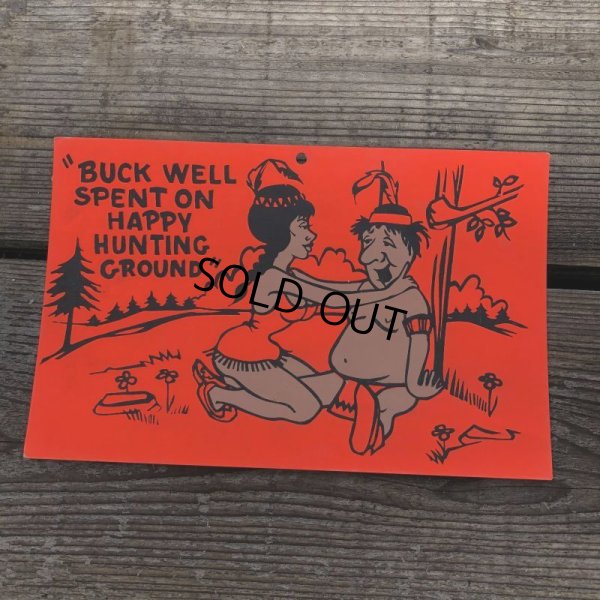 "BUCK WELL
SPENT ON
HAPPY
HUNTING
GROUND
SOLD OUT